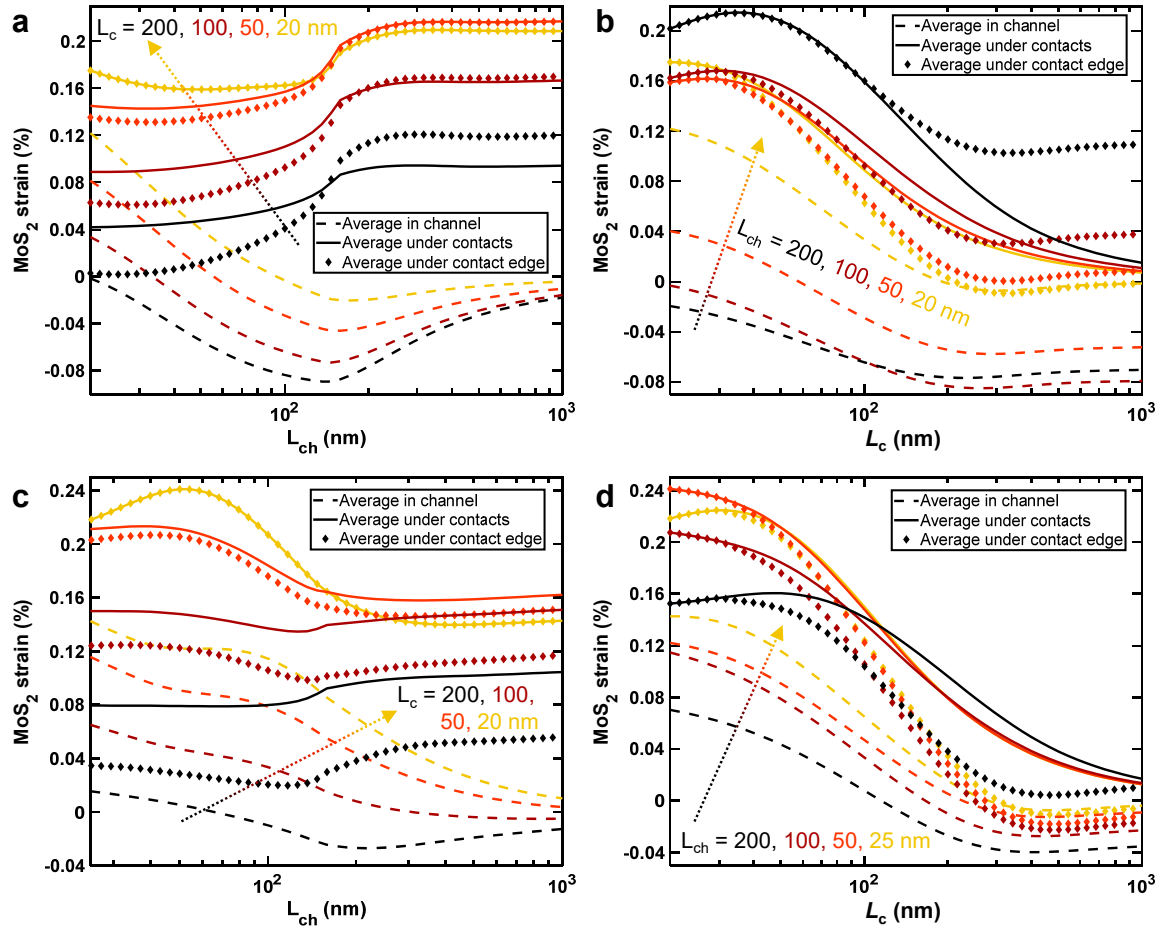 a
L_c = 200, 100, 50, 20 nm
Average in channel
Average under contacts
Average under contact edge
MoS_2 strain (%)
0.2
0.16
0.12
0.08
0.04
0
-0.04
-0.08
10^2
10^3
L_ch (nm)
b
Average in channel
Average under contacts
Average under contact edge
L_ch = 200, 100, 50, 20 nm
MoS_2 strain (%)
0.2
0.16
0.12
0.08
0.04
0
-0.04
-0.08
10^2
10^3
L_c (nm)
c
Average in channel
Average under contacts
Average under contact edge
L_c = 200, 100,
50, 20 nm
MoS_2 strain (%)
0.24
0.2
0.16
0.12
0.08
0.04
0
-0.04
10^2
10^3
L_ch (nm)
d
Average in channel
Average under contacts
Average under contact edge
L_ch = 200, 100, 50, 25 nm
MoS_2 strain (%)
0.24
0.2
0.16
0.12
0.08
0.04
0
-0.04
10^2
10^3
L_c (nm)